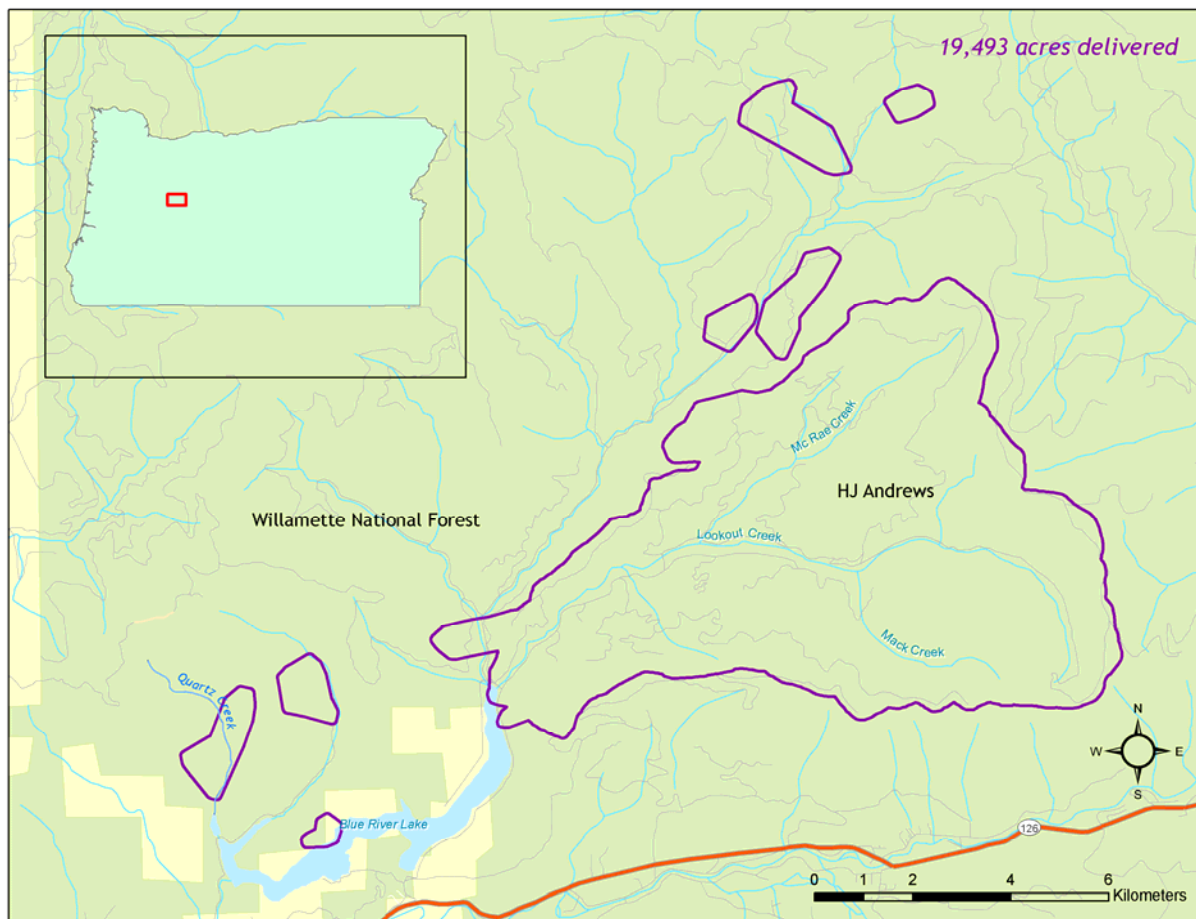 19,493 acres delivered
Mc Rae Creek
HJ Andrews
Willamette National Forest
Lookout Creek
Mack Creek
Quartz Creek
N
W E
S
Blue River Lake
126
0 1 2 4 6
Kilometers